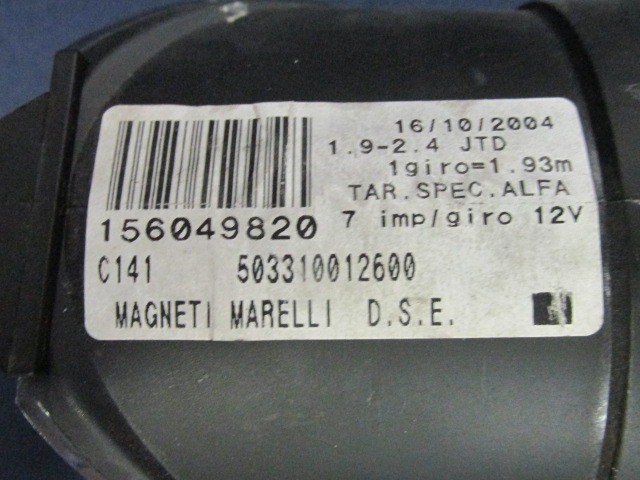 16/10/2004
1.9-2.4 JTD
1giro=1.93m
TAR.SPEC.ALFA
156049820 7 imp/giro 12V
C141 503310012600
MAGNETI MARELLI D.S.E.